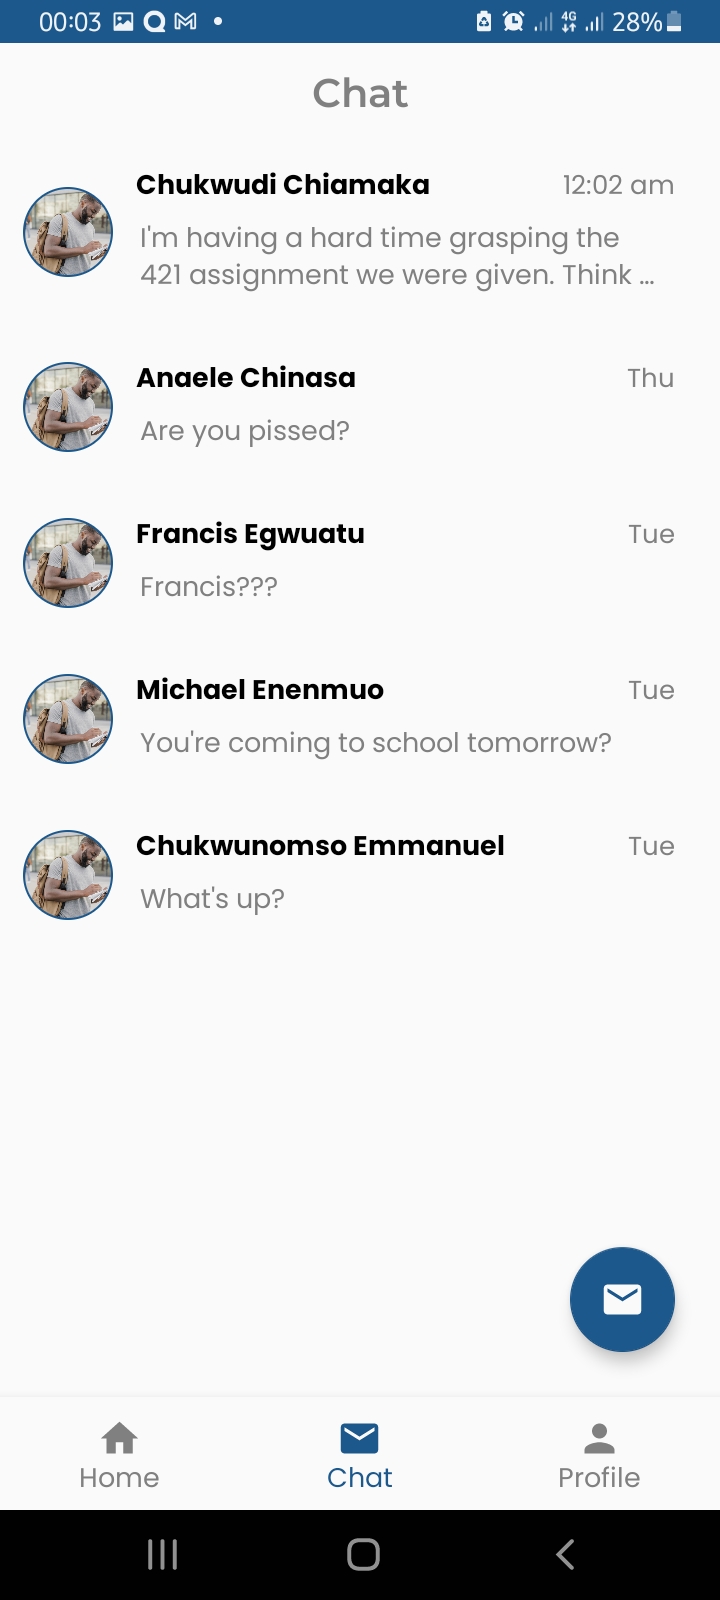 00:03
4G
28%
Chat
Chukwudi Chiamaka 12:02 am
I'm having a hard time grasping the
421 assignment we were given. Think ...
Anaele Chinasa Thu
Are you pissed?
Francis Egwuatu Tue
Francis???
Michael Enenmuo Tue
You're coming to school tomorrow?
Chukwunomso Emmanuel Tue
What's up?
Home Chat Profile